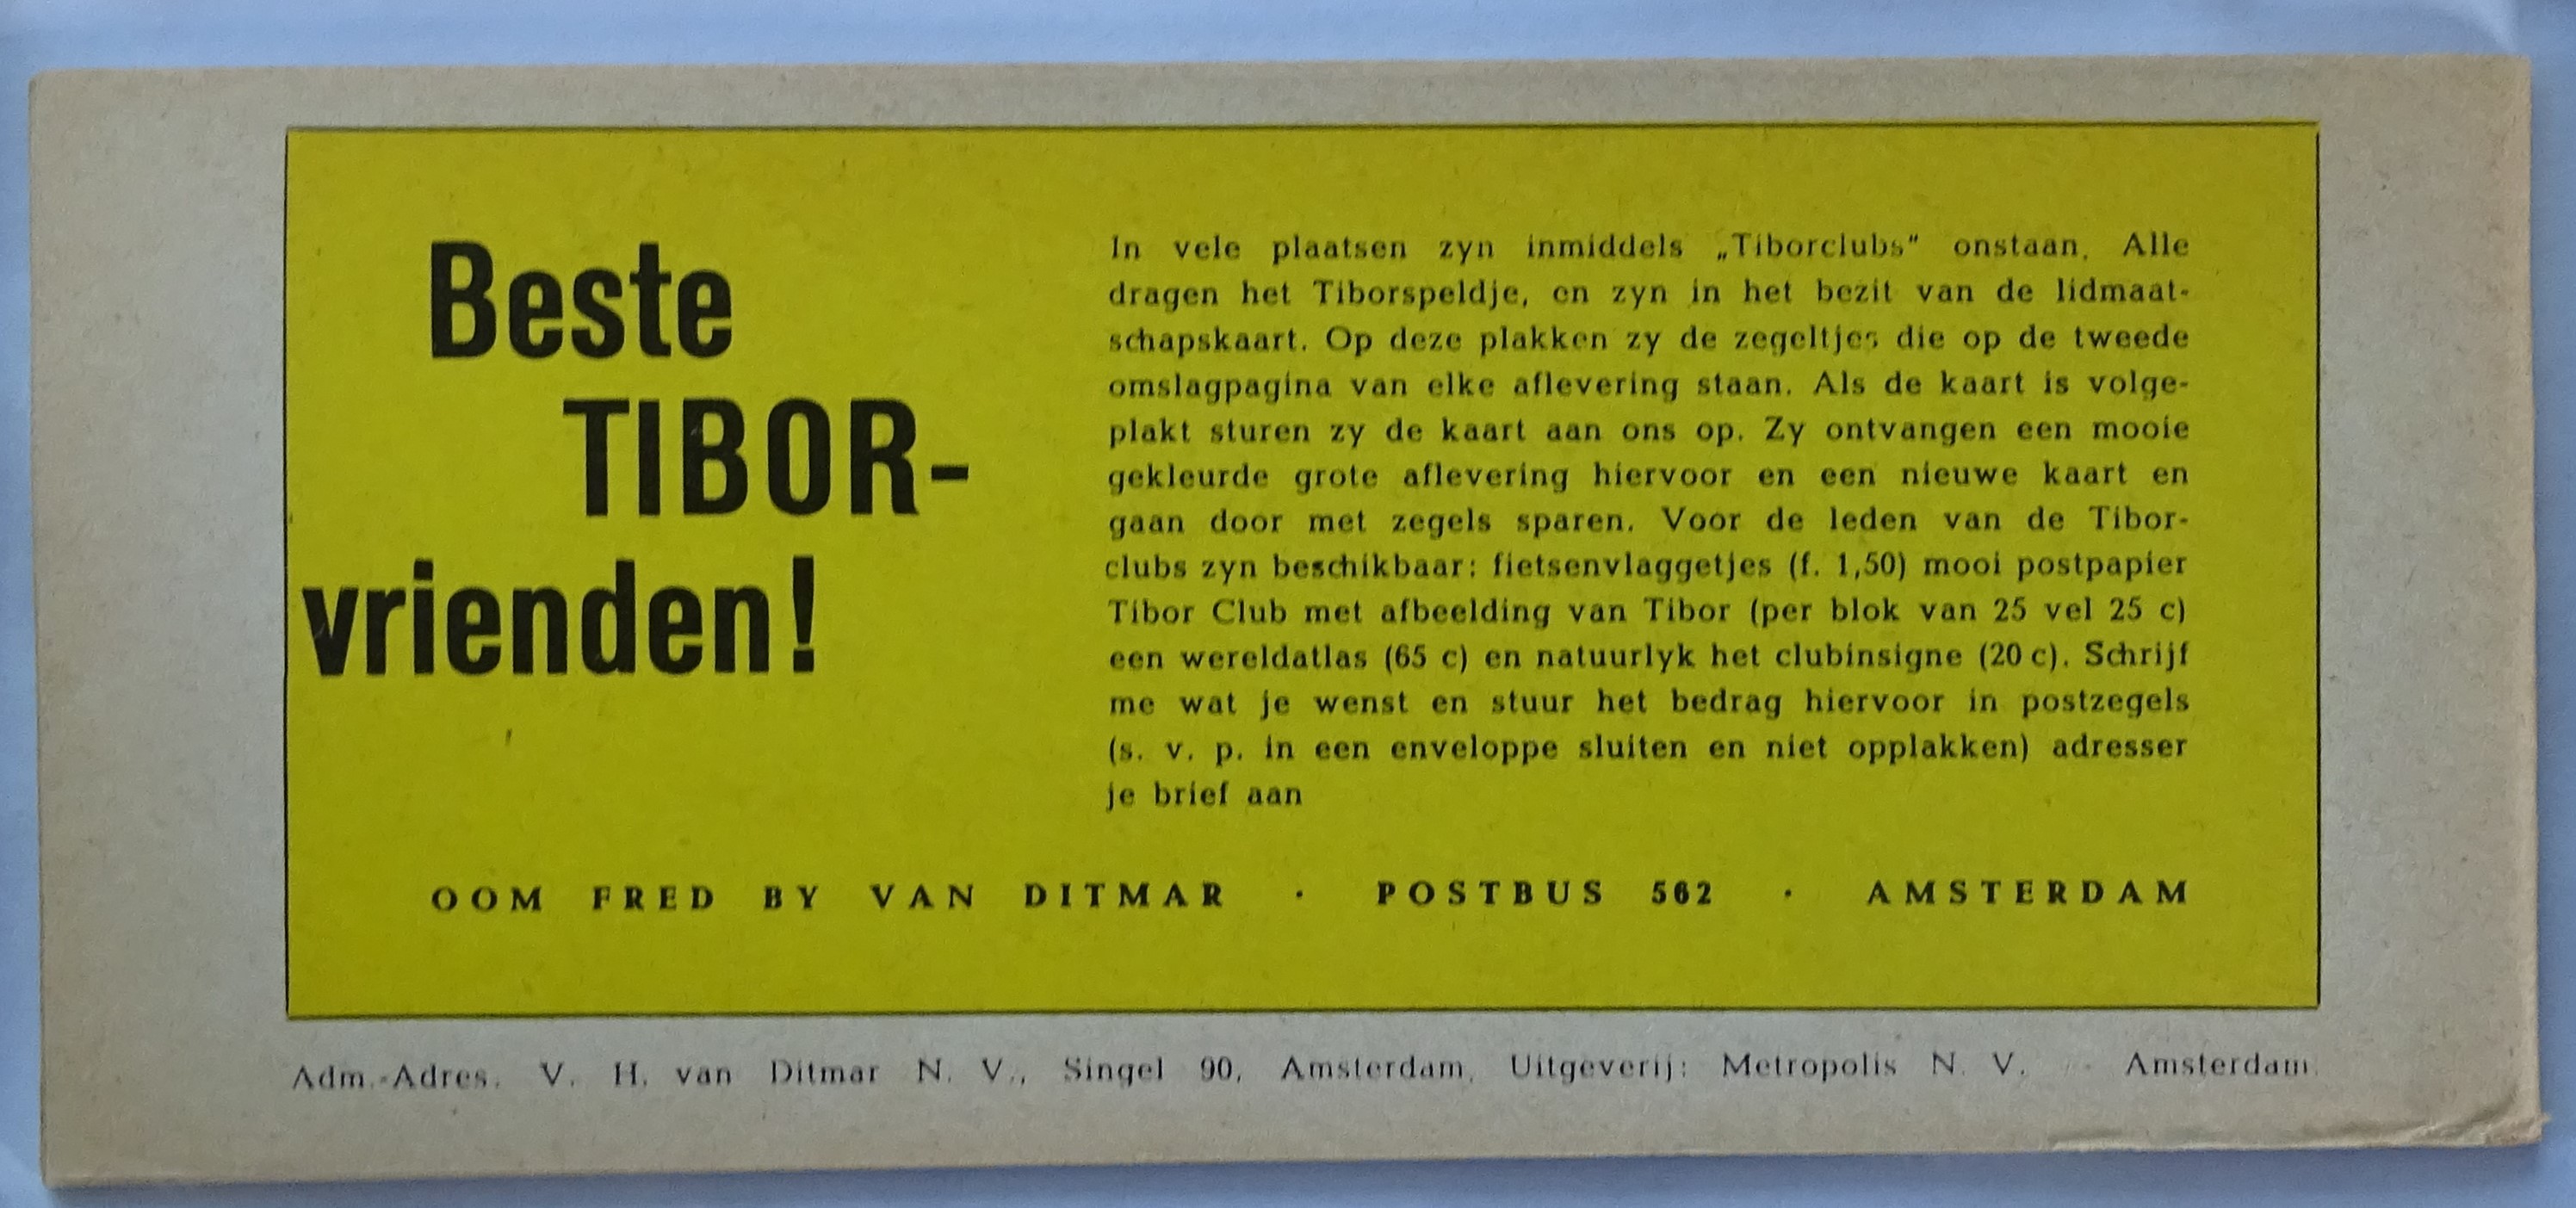 Beste
TIBOR-
vrienden!
In vele plaatsen zyn inmiddels „Tiborclubs" onstaan, Alle
dragen het Tiborspeldje, en zyn in het bezit van de lidmaat-
schapskaart. Op deze plakken zy de zegeltjes die op de tweede
omslagpagina van elke aflevering staan. Als de kaart is volge-
plakt sturen zy de kaart aan ons op. Zy ontvangen een mooie
gekleurde grote aflevering hiervoor en een nieuwe kaart en
gaan door met zegels sparen. Voor de leden van de Tibor-
clubs zyn beschikbaar: fietsenvlaggetjes (f. 1,50) mooi postpapier
Tibor Club met afbeelding van Tibor (per blok van 25 vel 25 c)
een wereldatlas (65 c) en natuurlyk het clubinsigne (20 c). Schrijf
me wat je wenst en stuur het bedrag hiervoor in postzegels
(s. v. p. in een enveloppe sluiten en niet opplakken) adresser
je brief aan
OOM FRED BY VAN DITMAR · POSTBUS 562 · AMSTERDAM
Adm.-Adres. V. H. van Ditmar N. V., Singel 90, Amsterdam, Uitgeverij: Metropolis N. V. - Amsterdam.